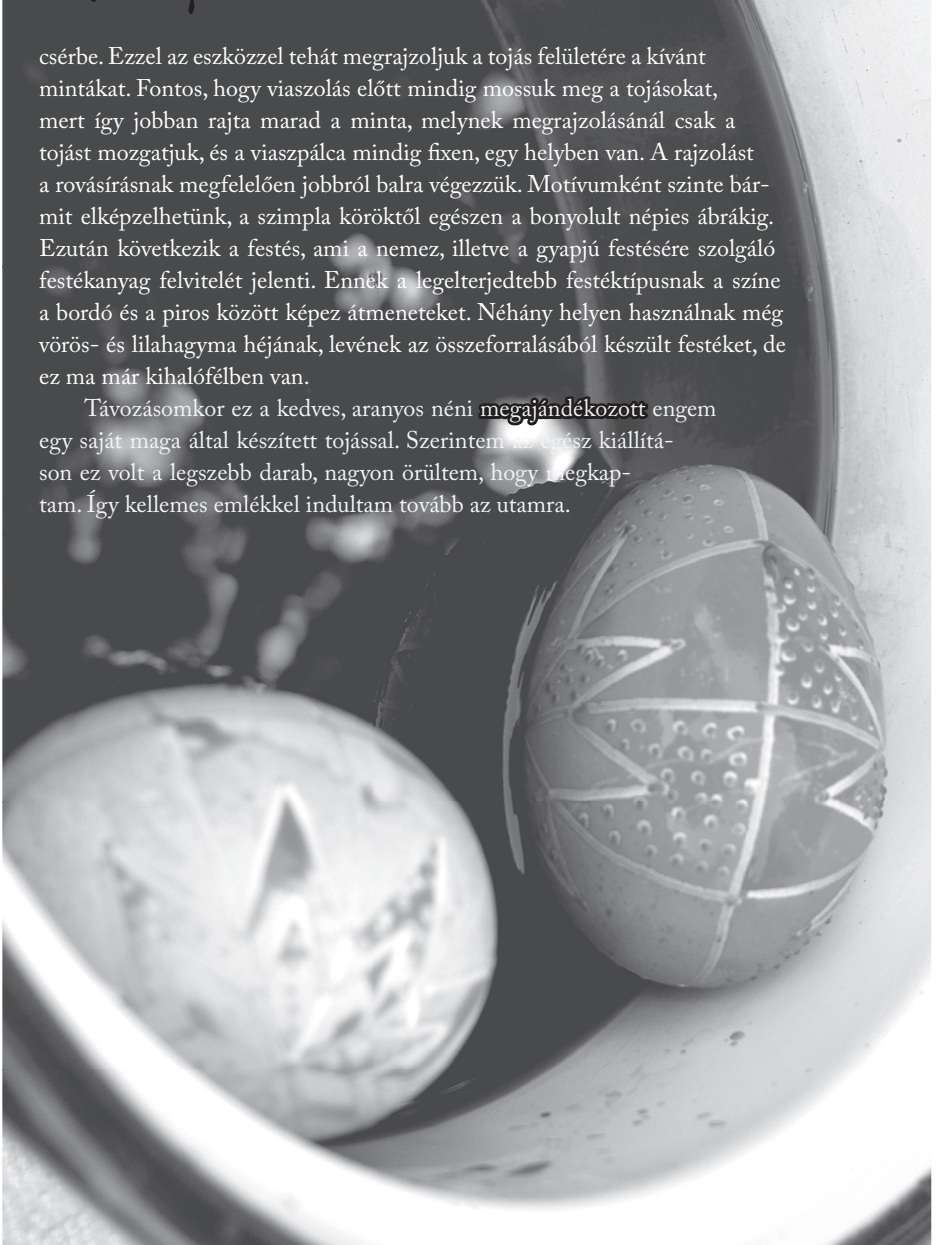 csérbe. Ezzel az eszközzel tehát megrajzoljuk a tojás felületére a kívánt
mintákat. Fontos, hogy viaszolás előtt mindig mossuk meg a tojásokat,
mert így jobban rajta marad a minta, melynek megrajzolásánál csak a
tojást mozgatjuk, és a viaszpálca mindig fixen, egy helyben van. A rajzolást
a rovásírásnak megfelelően jobbról balra végezzük. Motívumként szinte bár-
mit elképzelhetünk, a szimpla köröktől egészen a bonyolult népies ábrákig.
Ezután következik a festés, ami a nemez, illetve a gyapjú festésére szolgáló
festékanyag felvitelét jelenti. Ennek a legelterjedtebb festéktípusnak a színe
a bordó és a piros között képez átmeneteket. Néhány helyen használnak még
vörös- és lilahagyma héjának, levének az összeforralásából készült festéket, de
ez ma már kihalófélben van.
Távozásomkor ez a kedves, aranyos néni megajándékozott engem
egy saját maga által készített tojással. Szerintem az egész kiállítá-
son ez volt a legszebb darab, nagyon örültem, hogy megkap-
tam. Így kellemes emlékkel indultam tovább az utamra.